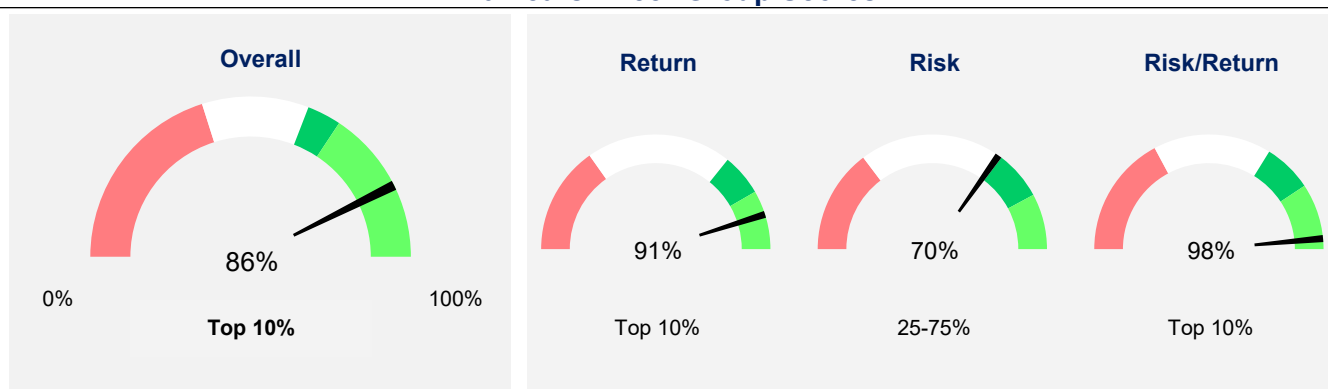 Overall
86%
0%
100%
Top 10%
Return
Risk
Risk/Return
91%
70%
98%
Top 10%
25-75%
Top 10%